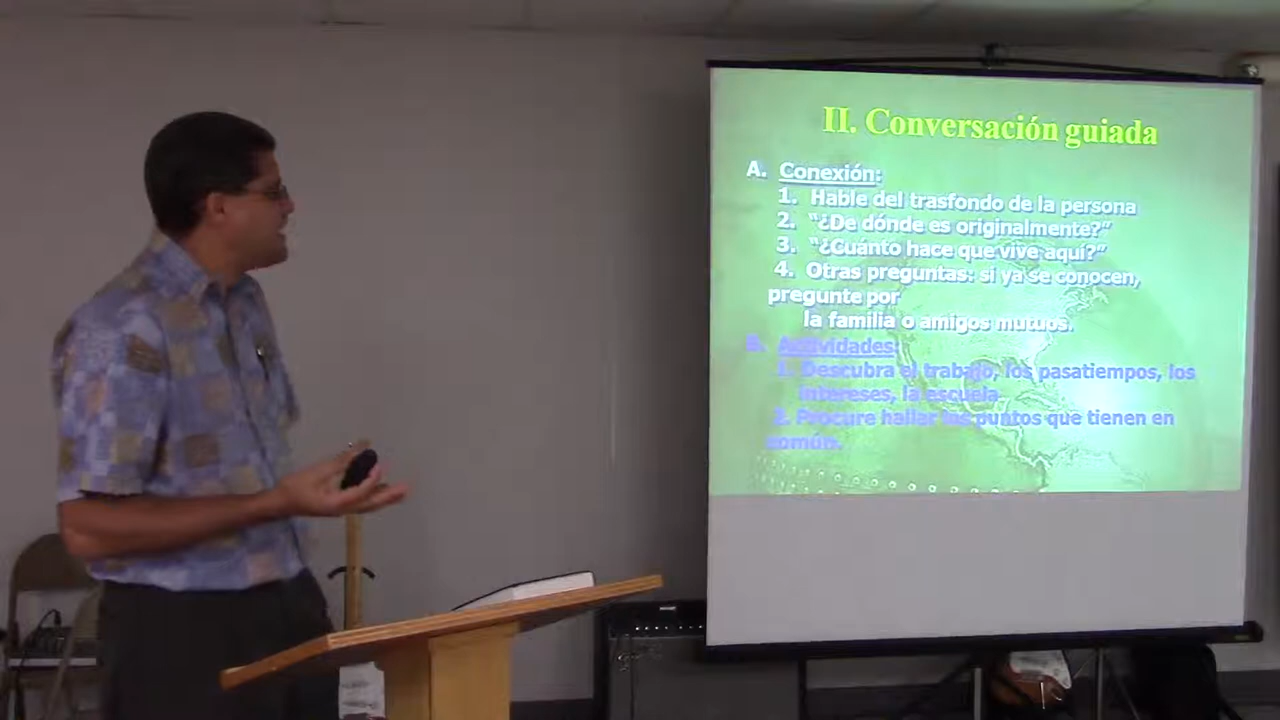 II. Conversación guiada
A. Conexión:
1. Hable del trasfondo de la persona
2. "¿De dónde es originalmente?"
3. "¿Cuánto hace que vive aquí?"
4. Otras preguntas: si ya se conocen,
pregunte por
la familia o amigos mutuos.
B. Actividades:
1. Descubra el trabajo, los pasatiempos, los
intereses, la escuela
2. Procure hallar los puntos que tienen en
común.